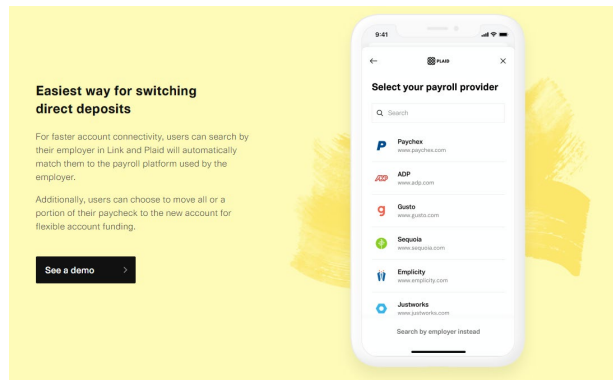 Easiest way for switching
direct deposits
For faster account connectivity, users can search by
their employer in Link and Plaid will automatically
match them to the payroll platform used by the
employer.
Additionally, users can choose to move all or a
portion of their paycheck to the new account for
flexible account funding.
See a demo
9:41
PLAID
Select your payroll provider
Search
P
Paychex
www.paychex.com
ADP
ADP
www.adp.com
g
Gusto
www.gusto.com
Sequoia
www.sequoia.com
Emplicity
www.emplicity.com
Justworks
www.justworks.com
Search by employer instead